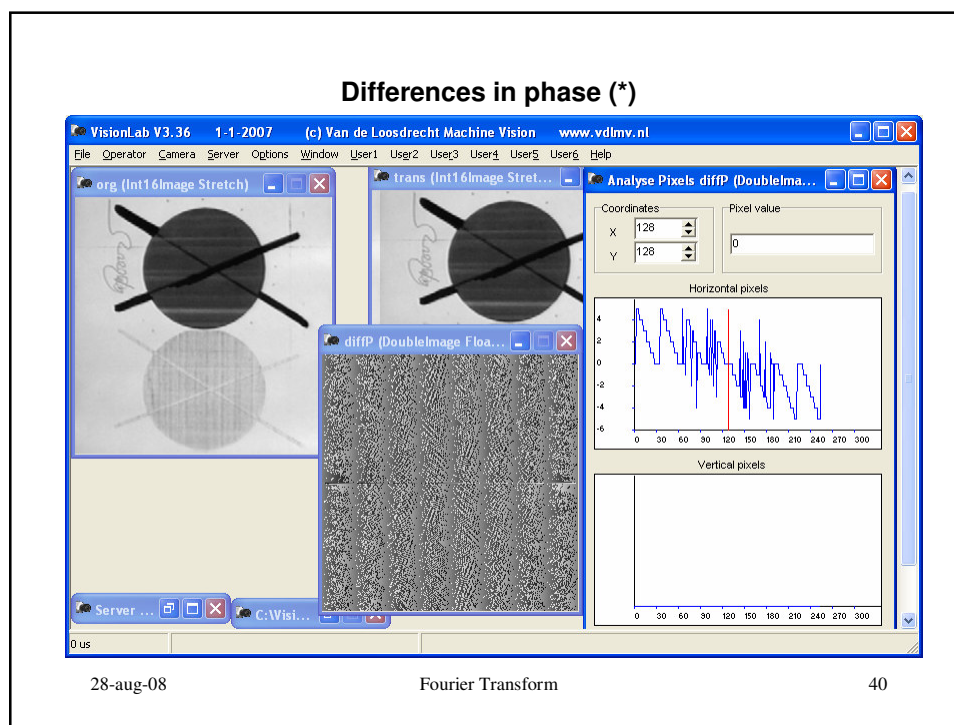 Differences in phase (*)
VisionLab V3.36 1-1-2007 (c) Van de Loosdrecht Machine Vision www.vdlmv.nl
File Operator Camera Server Options Window User1 User2 User3 User4 User5 User6 Help
org (Int16Image Stretch)
trans (Int16Image Stret...
Analyse Pixels diffP (DoubleIma...
Coordinates
Pixel value
X 128
0
Y 128
Horizontal pixels
4
2
0
-2
-4
-6
0 30 60 90 120 150 180 210 240 270 300
diffP (DoubleImage Floa...
Vertical pixels
0 30 60 90 120 150 180 210 240 270 300
Server ...
C:\Visi...
0 us
28-aug-08 Fourier Transform 40